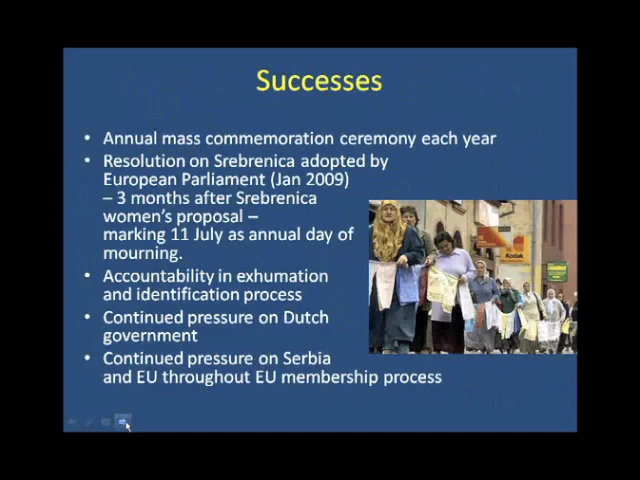 Successes
• Annual mass commemoration ceremony each year
• Resolution on Srebrenica adopted by
European Parliament (Jan 2009)
– 3 months after Srebrenica
women's proposal –
marking 11 July as annual day of
mourning.
• Accountability in exhumation
and identification process
• Continued pressure on Dutch
government
• Continued pressure on Serbia
and EU throughout EU membership process
Kodak